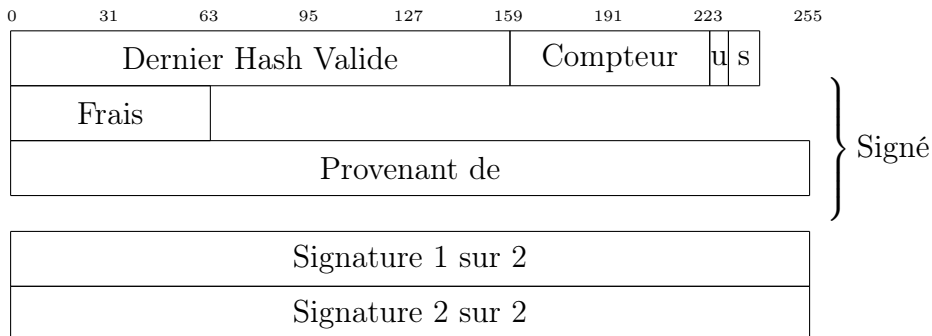 0 31 63 95 127 159 191 223 255
Dernier Hash Valide Compteur u s
Frais
Provenant de
Signé
Signature 1 sur 2
Signature 2 sur 2